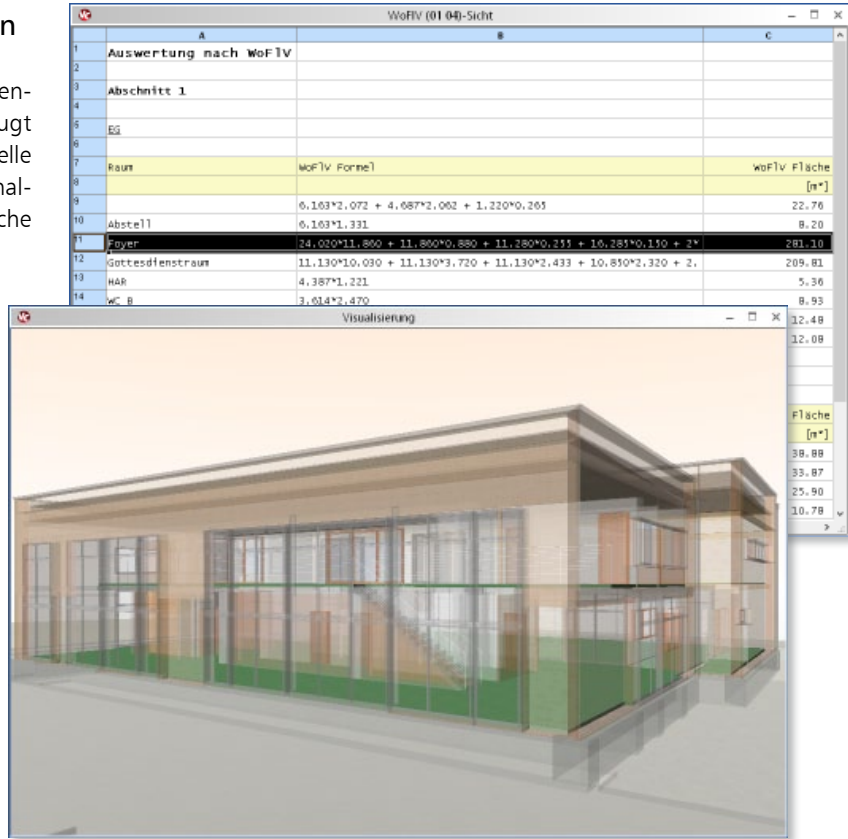 n
en-
ugt
elle
nal-
che
WoFlV (01 04)-Sicht
A B C
1 Auswertung nach WoFlV
2
3 Abschnitt 1
4
5 EG
6
7 Raum WoFlV Formel WoFlV Fläche
8 [m²]
9 6.163*2.072 + 4.687*2.062 + 1.220*0.265 22.76
10 Abstell 6.163*1.331 8.20
11 Foyer 24.020*11.860 + 11.860*0.880 + 11.280*0.255 + 16.285*0.150 + 2* 281.10
12 Gottesdienstraum 11.130*10.030 + 11.130*3.720 + 11.130*2.433 + 10.850*2.320 + 2. 209.81
13 HAR 4.387*1.221 5.36
14 WC B 3.614*2.470 8.93
12.48
12.08
Fläche
[m²]
38.88
33.87
25.90
10.78
Visualisierung